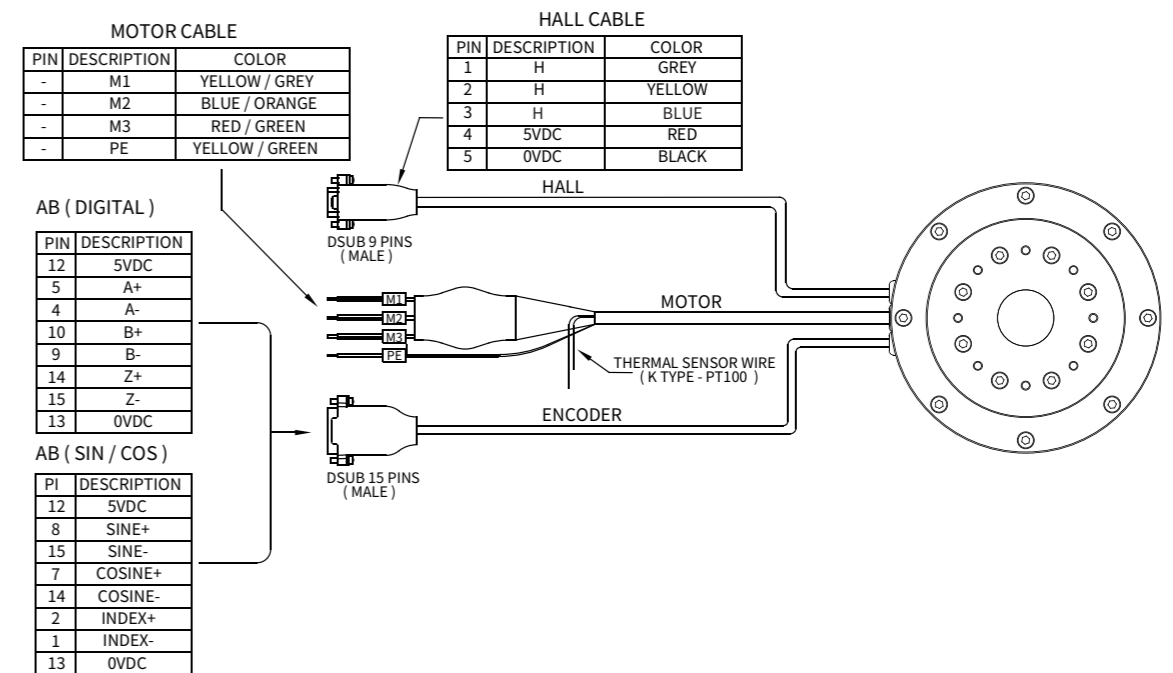 MOTOR CABLE
PIN DESCRIPTION COLOR
- M1 YELLOW / GREY
- M2 BLUE / ORANGE
- M3 RED / GREEN
- PE YELLOW / GREEN
HALL CABLE
PIN DESCRIPTION COLOR
1 H GREY
2 H YELLOW
3 H BLUE
4 5VDC RED
5 0VDC BLACK
AB ( DIGITAL )
PIN DESCRIPTION
12 5VDC
5 A+
4 A-
10 B+
9 B-
14 Z+
15 Z-
13 0VDC
AB ( SIN / COS )
PI DESCRIPTION
12 5VDC
8 SINE+
15 SINE-
7 COSINE+
14 COSINE-
2 INDEX+
1 INDEX-
13 0VDC
HALL
DSUB 9 PINS
( MALE )
M1
M2
M3
PE
MOTOR
THERMAL SENSOR WIRE
( K TYPE - PT100 )
ENCODER
DSUB 15 PINS
( MALE )